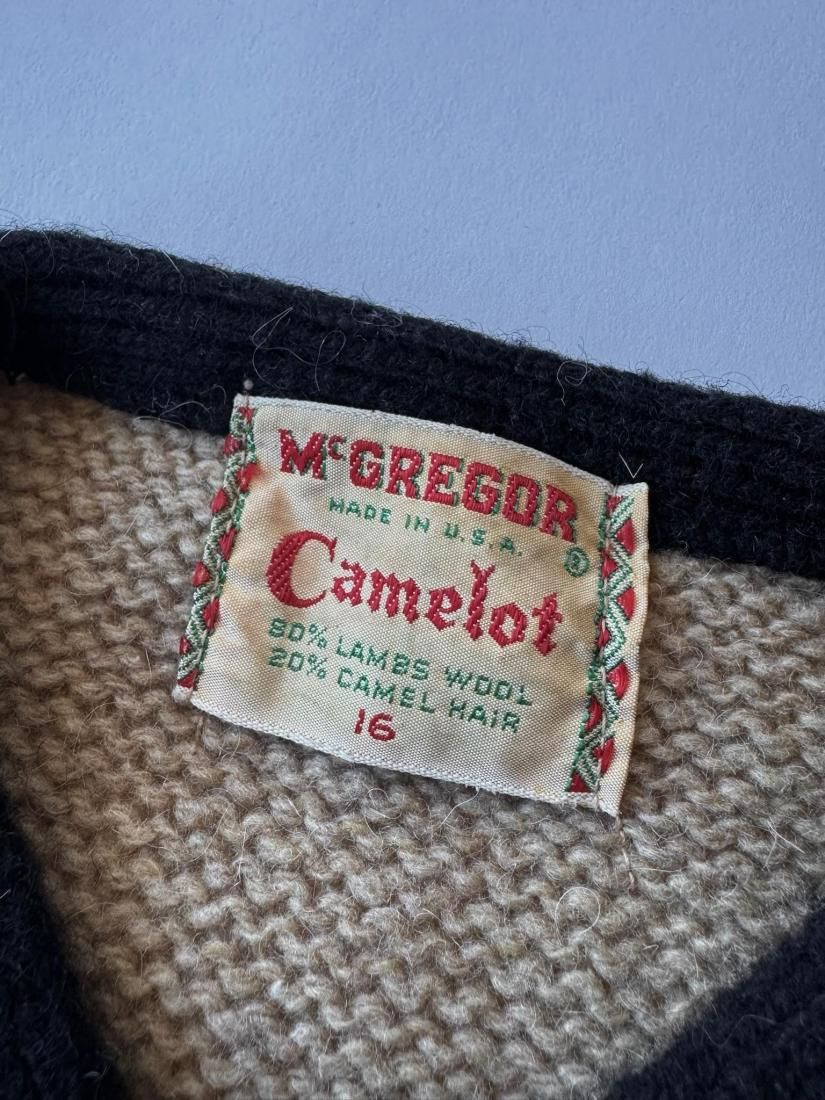 McGREGOR
MADE IN U.S.A.
®
Camelot
80% LAMBS WOOL
20% CAMEL HAIR
16